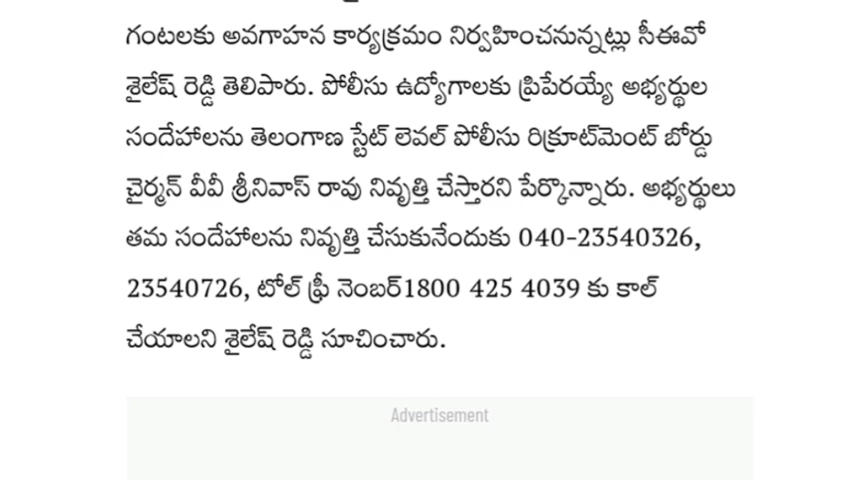 గంటలకు అవగాహన కార్యక్రమం నిర్వహించనున్నట్లు సీఈవో
శైలేష్ రెడ్డి తెలిపారు. పోలీసు ఉద్యోగాలకు ప్రిపేరయ్యే అభ్యర్థుల
సందేహాలను తెలంగాణ స్టేట్ లెవల్ పోలీసు రిక్రూట్‌మెంట్ బోర్డు
చైర్మన్ వీవీ శ్రీనివాస్ రావు నివృత్తి చేస్తారని పేర్కొన్నారు. అభ్యర్థులు
తమ సందేహాలను నివృత్తి చేసుకునేందుకు 040-23540326,
23540726, టోల్ ఫ్రీ నెంబర్1800 425 4039 కు కాల్
చేయాలని శైలేష్ రెడ్డి సూచించారు.
Advertisement